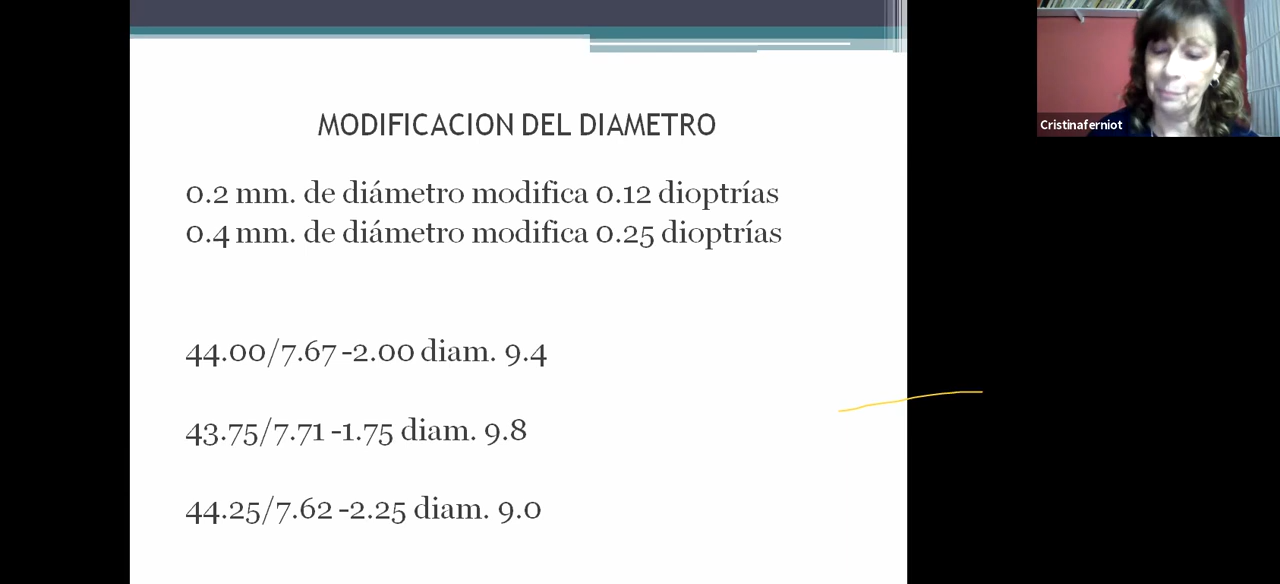 MODIFICACION DEL DIAMETRO
0.2 mm. de diámetro modifica 0.12 dioptrías
0.4 mm. de diámetro modifica 0.25 dioptrías
44.00/7.67 -2.00 diam. 9.4
43.75/7.71 -1.75 diam. 9.8
44.25/7.62 -2.25 diam. 9.0
Cristinaferniot